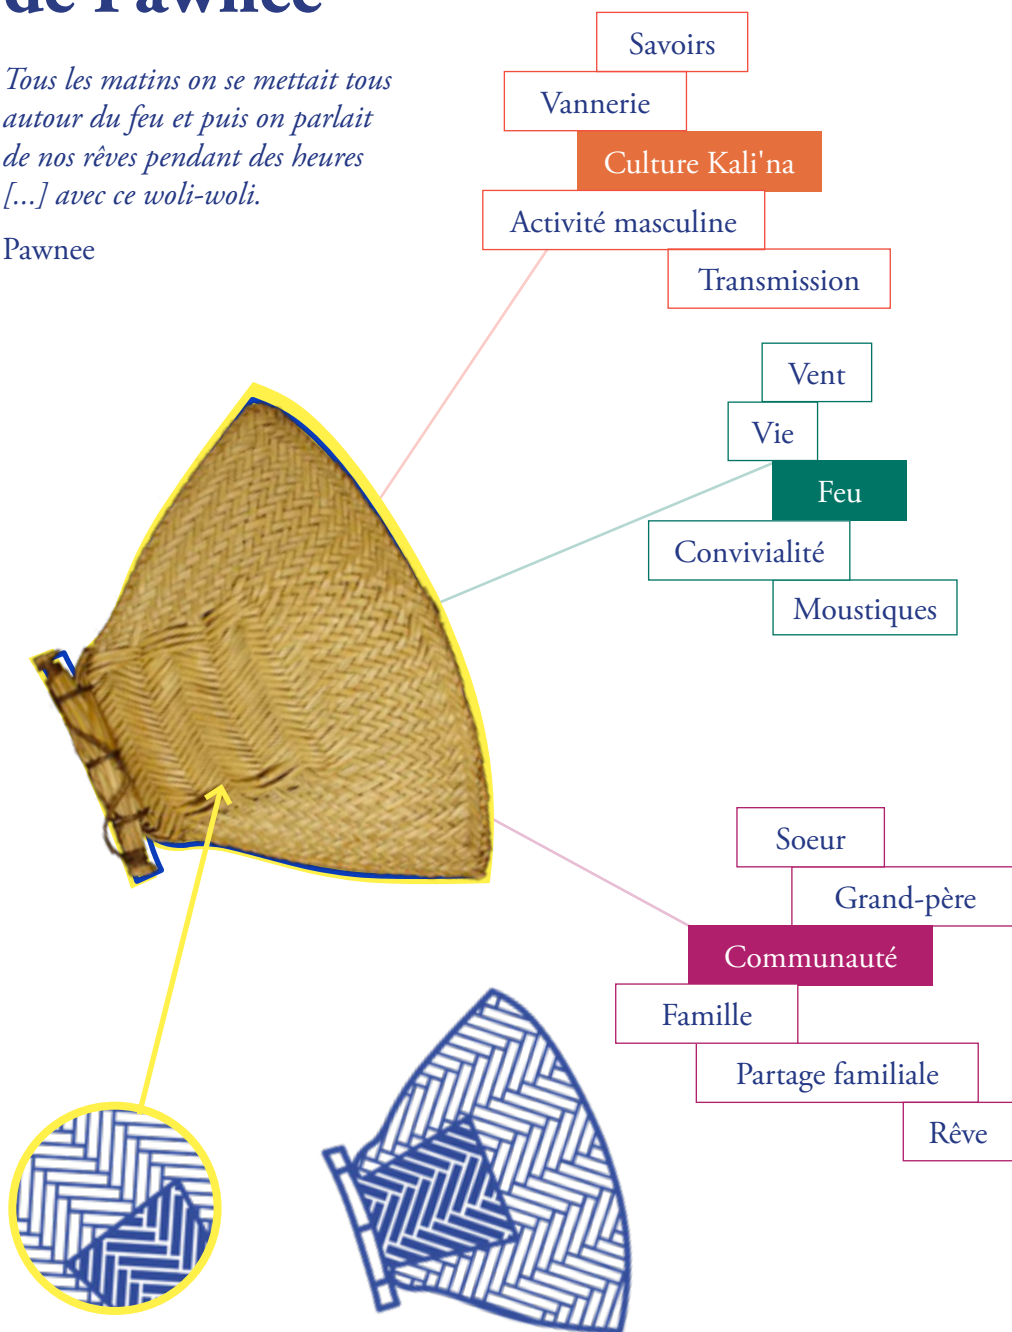 de Pawnee
Tous les matins on se mettait tous
autour du feu et puis on parlait
de nos rêves pendant des heures
[...] avec ce woli-woli.
Pawnee
Savoirs
Vannerie
Culture Kali'na
Activité masculine
Transmission
Vent
Vie
Feu
Convivialité
Moustiques
Soeur
Grand-père
Communauté
Famille
Partage familiale
Rêve